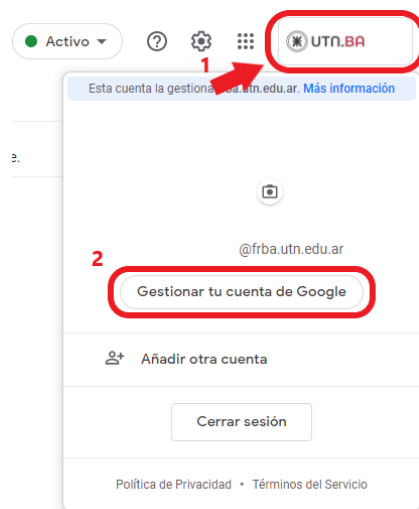 Activo
UTN.BA
1
Esta cuenta la gestiona .utn.edu.ar. Más información
e.
@frba.utn.edu.ar
2
Gestionar tu cuenta de Google
Añadir otra cuenta
Cerrar sesión
Política de Privacidad • Términos del Servicio